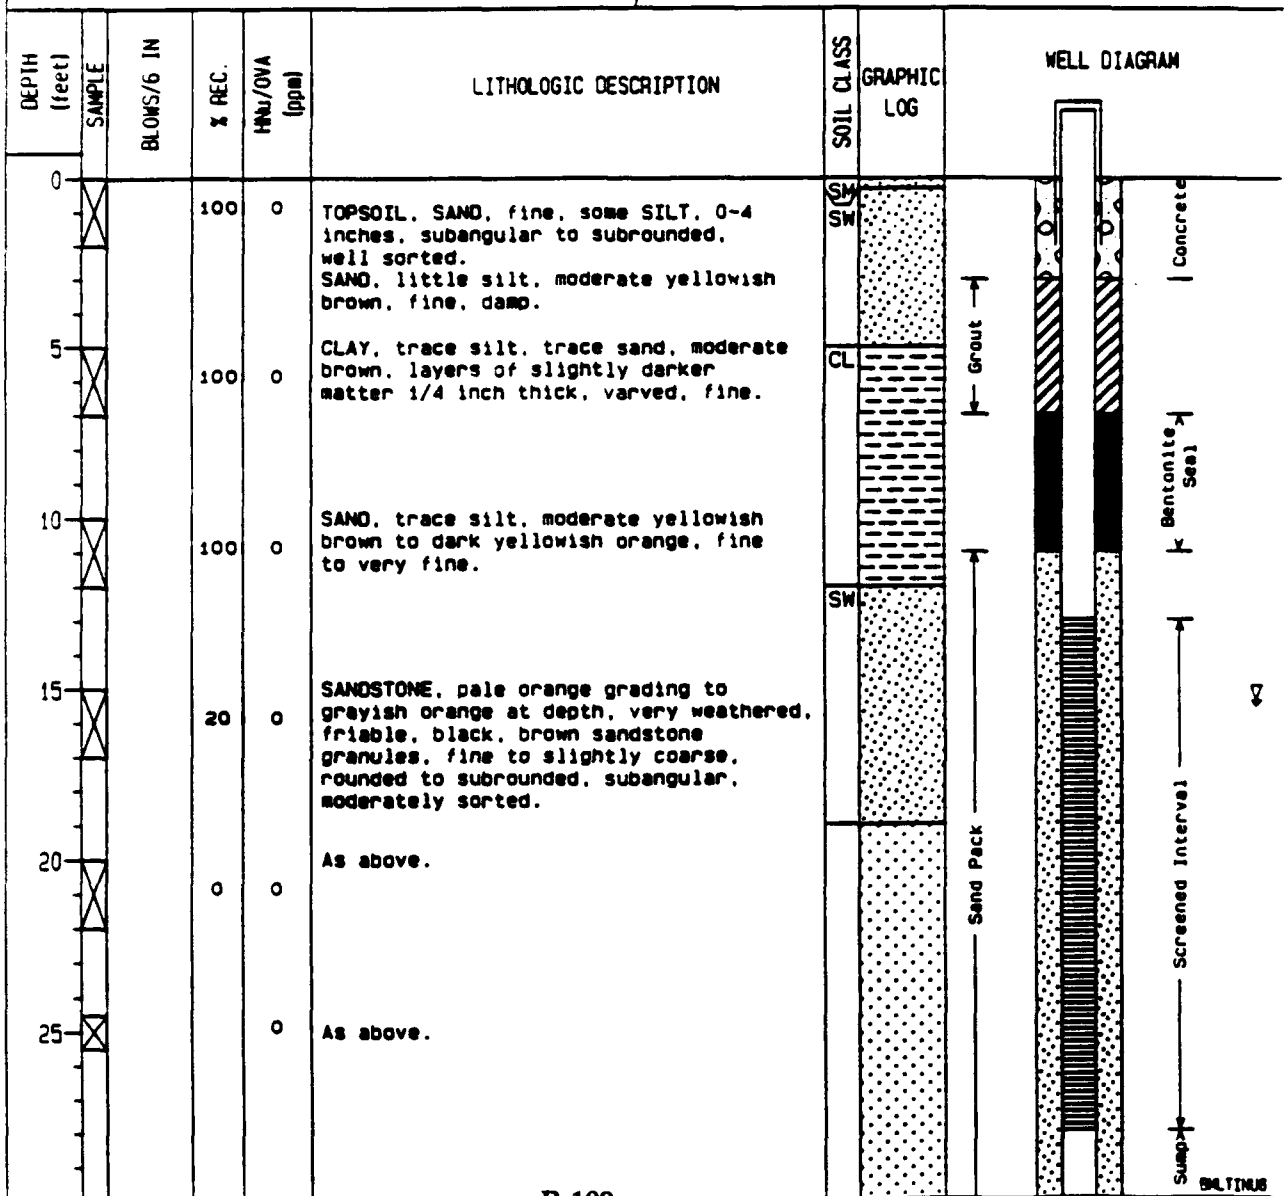 DEPTH
(feet)
SAMPLE
BLOWS/6 IN
% REC.
HNu/OVA
(ppm)
LITHOLOGIC DESCRIPTION
SOIL CLASS
GRAPHIC
LOG
WELL DIAGRAM
0
100
0
TOPSOIL, SAND, fine, some SILT, 0-4
inches, subangular to subrounded,
well sorted.
SAND, little silt, moderate yellowish
brown, fine, damp.
SM
SW
Concrete
5
100
0
CLAY, trace silt, trace sand, moderate
brown, layers of slightly darker
matter 1/4 inch thick, varved, fine.
CL
Grout
Bentonite
Seal
10
100
0
SAND, trace silt, moderate yellowish
brown to dark yellowish orange, fine
to very fine.
SW
15
20
0
SANDSTONE, pale orange grading to
grayish orange at depth, very weathered,
friable, black, brown sandstone
granules, fine to slightly coarse,
rounded to subrounded, subangular,
moderately sorted.
Sand Pack
Screened Interval
20
0
0
As above.
25
0
As above.
Sump